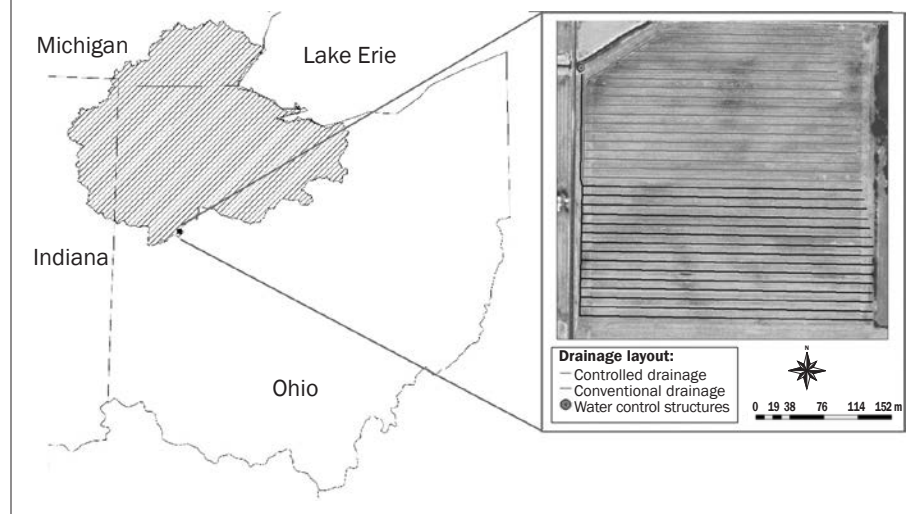 Michigan
Lake Erie
Indiana
Ohio
Drainage layout:
Controlled drainage
Conventional drainage
Water control structures
N
0 19 38 76 114 152 m